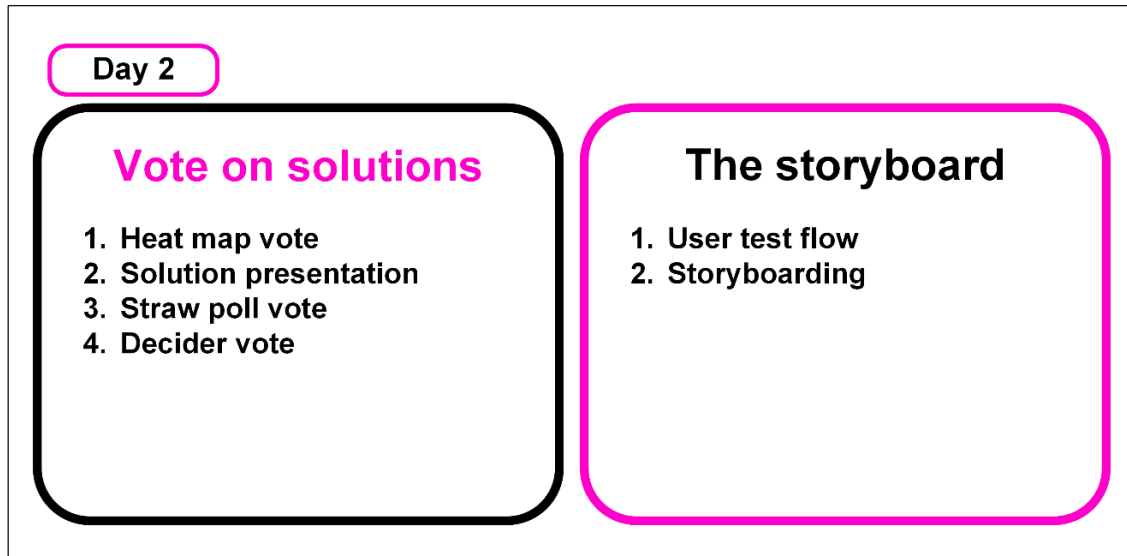 Day 2
Vote on solutions
1. Heat map vote
2. Solution presentation
3. Straw poll vote
4. Decider vote
The storyboard
1. User test flow
2. Storyboarding